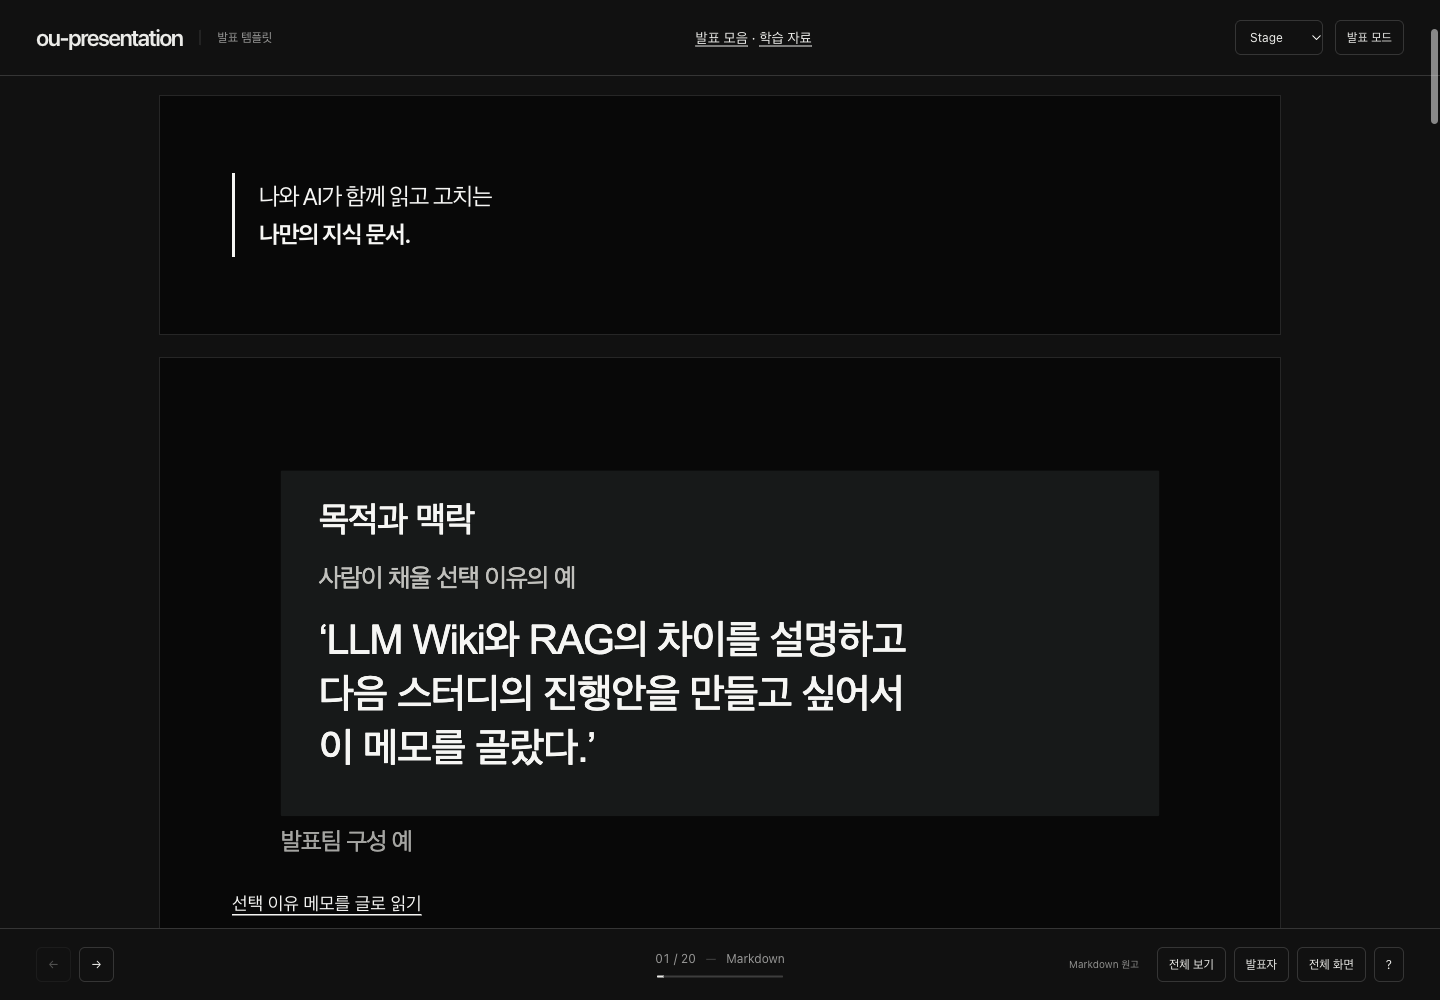 ou-presentation
발표 템플릿
발표 모음 · 학습 자료
Stage
발표 모드
나와 AI가 함께 읽고 고치는
나만의 지식 문서.
목적과 맥락
사람이 채울 선택 이유의 예
‘LLM Wiki와 RAG의 차이를 설명하고
다음 스터디의 진행안을 만들고 싶어서
이 메모를 골랐다.’
발표팀 구성 예
선택 이유 메모를 글로 읽기
←
→
01 / 20 — Markdown
Markdown 원고
전체 보기
발표자
전체 화면
?